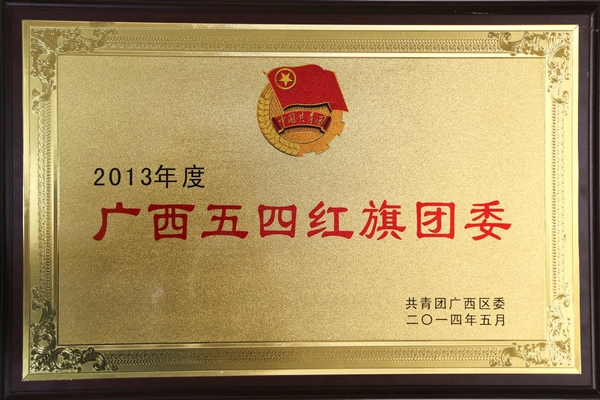 中国共青团
2013年度
广西五四红旗团委
共青团广西区委
二〇一四年五月